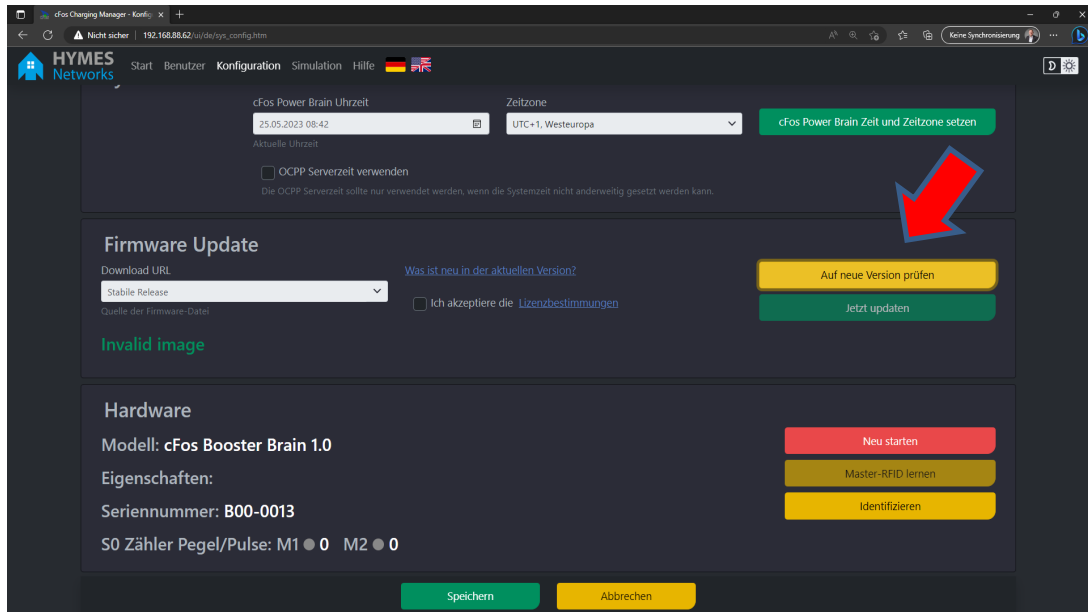 cFos Charging Manager - Konfig
Nicht sicher | 192.168.88.62/ui/de/sys_config.htm
Keine Synchronisierung
HYMES
Networks
Start Benutzer Konfiguration Simulation Hilfe
D
cFos Power Brain Uhrzeit
Zeitzone
25.05.2023 08:42
UTC+1, Westeuropa
cFos Power Brain Zeit und Zeitzone setzen
Aktuelle Uhrzeit
OCPP Serverzeit verwenden
Die OCPP Serverzeit sollte nur verwendet werden, wenn die Systemzeit nicht anderweitig gesetzt werden kann.
Firmware Update
Download URL
Was ist neu in der aktuellen Version?
Auf neue Version prüfen
Stabile Release
Ich akzeptiere die Lizenzbestimmungen
Jetzt updaten
Quelle der Firmware-Datei
Invalid image
Hardware
Modell: cFos Booster Brain 1.0
Neu starten
Eigenschaften:
Master-RFID lernen
Seriennummer: B00-0013
Identifizieren
S0 Zähler Pegel/Pulse: M1 0 M2 0
Speichern
Abbrechen